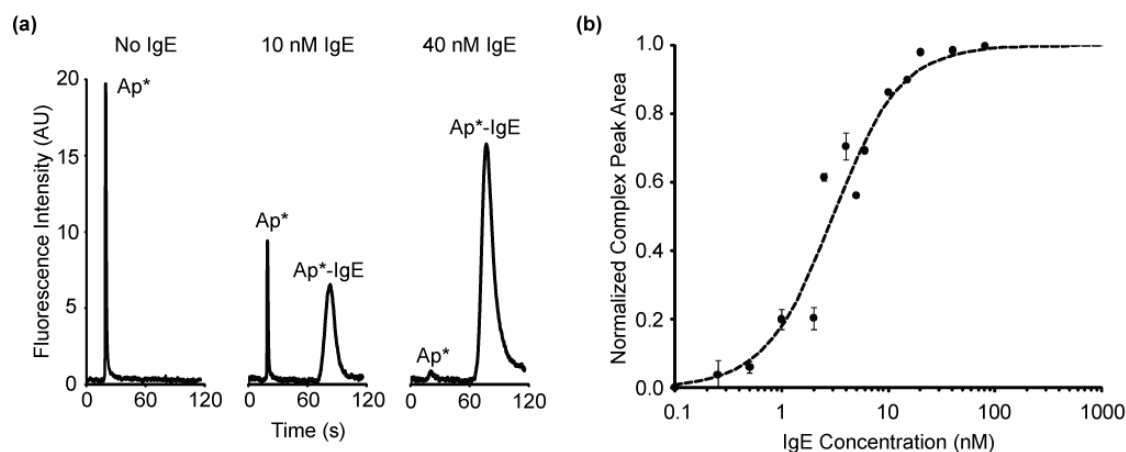 (a)
No IgE
10 nM IgE
40 nM IgE
Fluorescence Intensity (AU)
20
15
10
5
0
Ap*
Ap*
Ap*-IgE
Ap*-IgE
Ap*
0 60 120
0 60 120
0 60 120
Time (s)
(b)
Normalized Complex Peak Area
1.0
0.8
0.6
0.4
0.2
0.0
0.1 1 10 100 1000
IgE Concentration (nM)